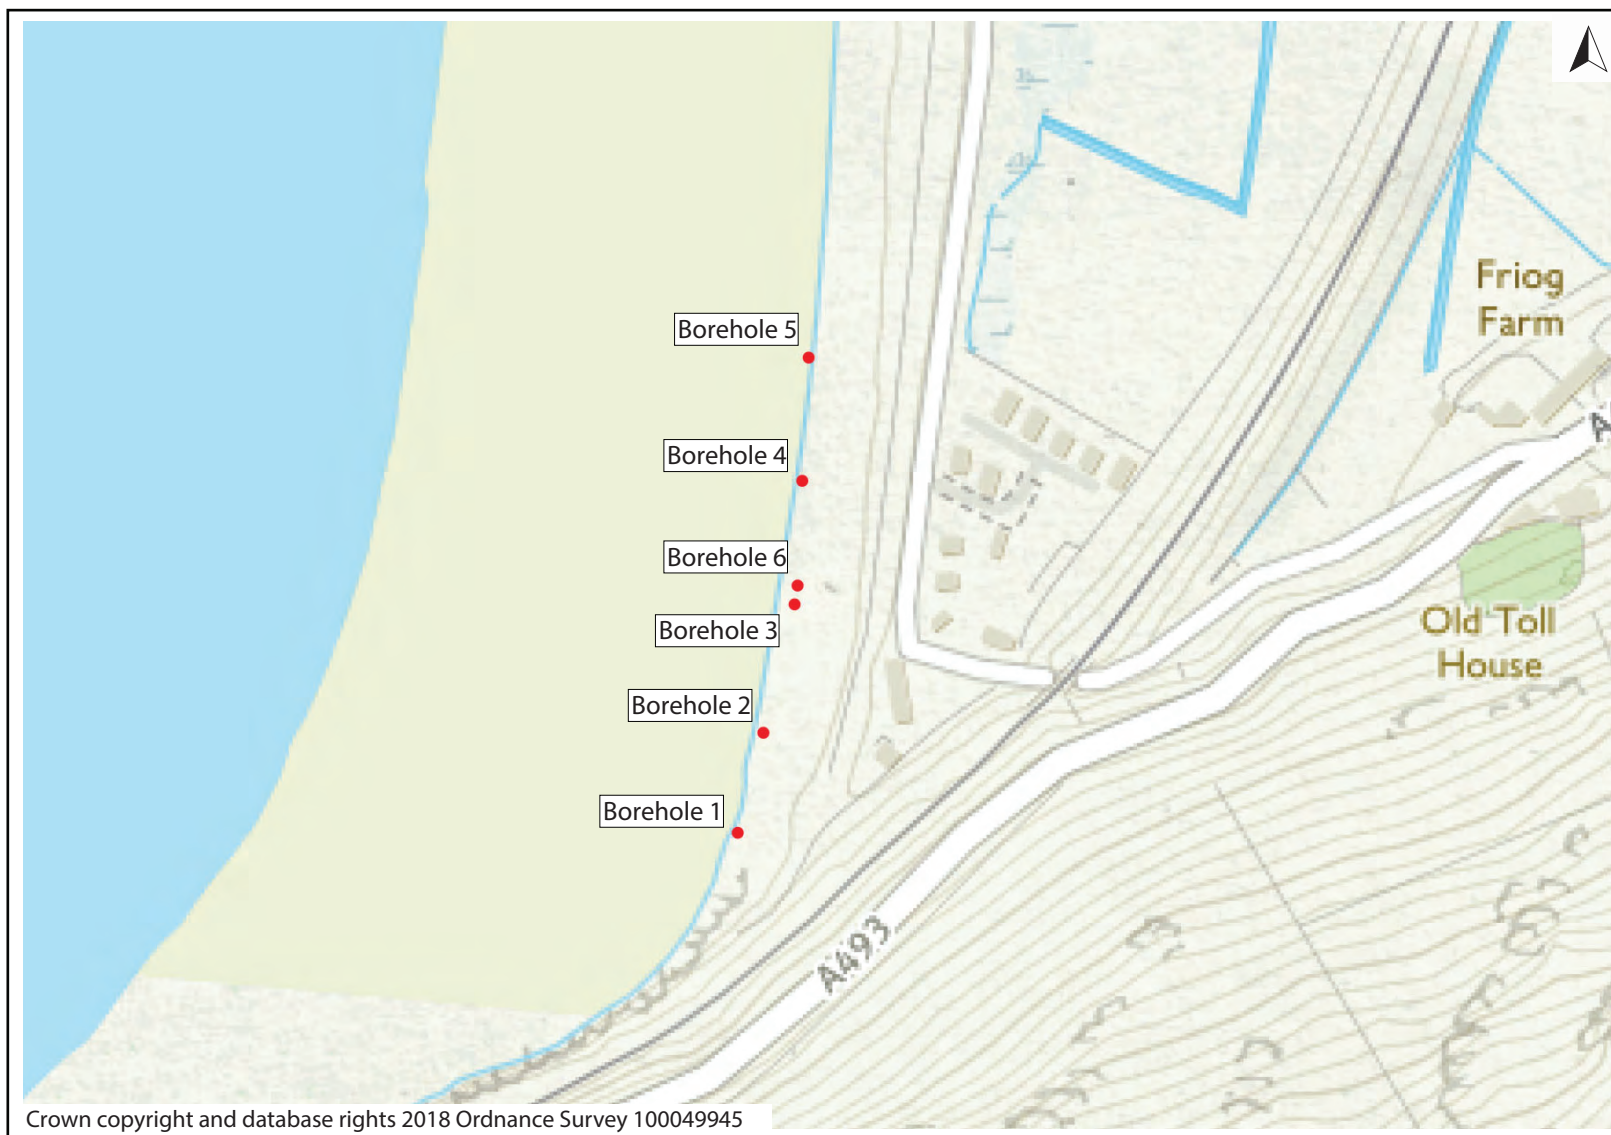 Friog
Farm
Borehole 5
Borehole 4
Borehole 6
Borehole 3
Old Toll
House
Borehole 2
Borehole 1
A493
Crown copyright and database rights 2018 Ordnance Survey 100049945